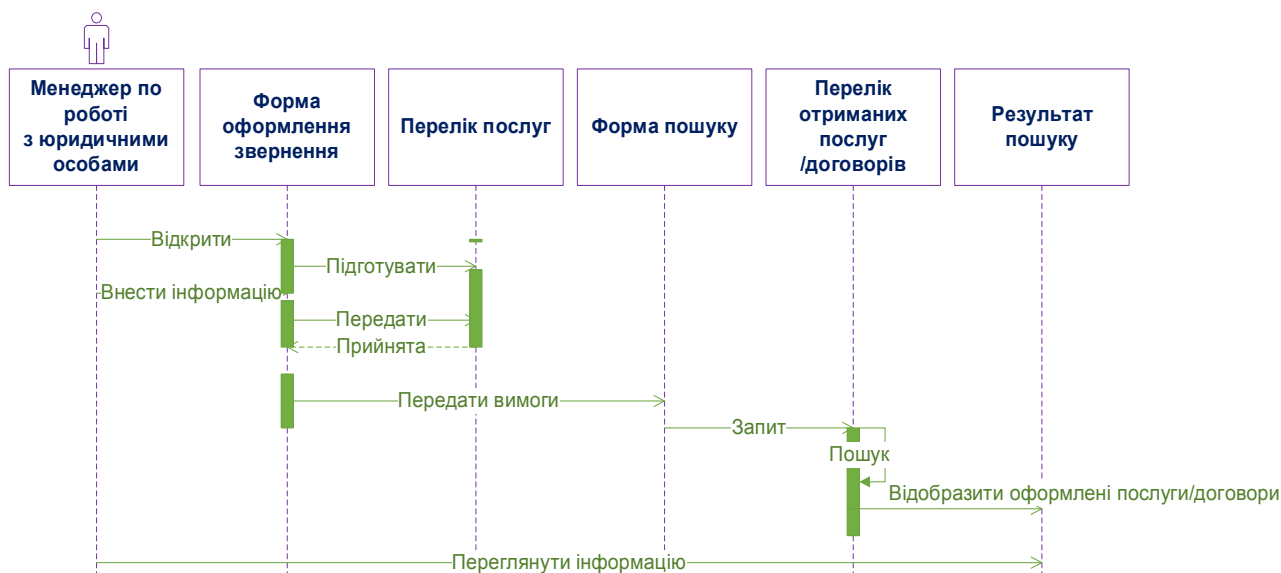 Менеджер по
роботі
з юридичними
особами
Форма
оформлення
звернення
Перелік послуг
Форма пошуку
Перелік
отриманих
послуг
/договорів
Результат
пошуку
Відкрити
Підготувати
Внести інформацію
Передати
Прийнята
Передати вимоги
Запит
Пошук
Відобразити оформлені послуги/договори
Переглянути інформацію